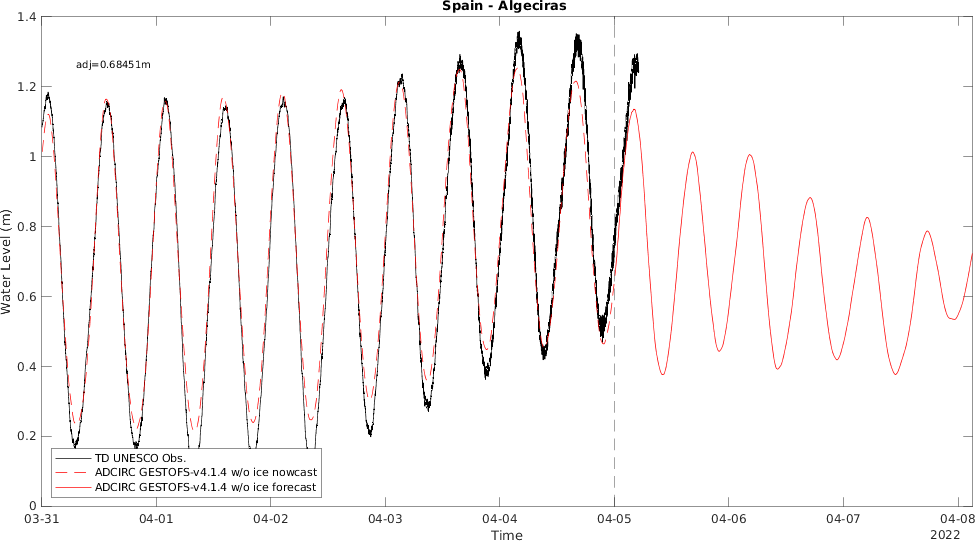 Spain - Algeciras
1.4
adj=0.68451m
1.2
1
0.8
0.6
0.4
0.2
0
Water Level (m)
TD UNESCO Obs.
ADCIRC GESTOFS-v4.1.4 w/o ice nowcast
ADCIRC GESTOFS-v4.1.4 w/o ice forecast
03-31 04-01 04-02 04-03 04-04 04-05 04-06 04-07 04-08
Time 2022